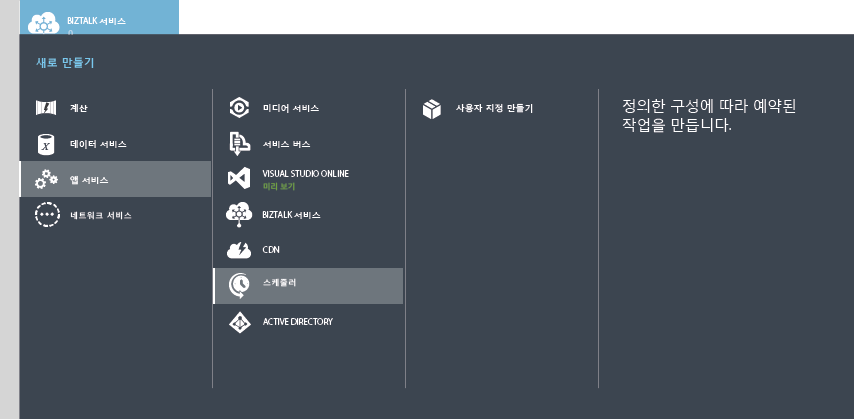 BIZTALK 서비스
0
새로 만들기
계산
데이터 서비스
앱 서비스
네트워크 서비스
미디어 서비스
서비스 버스
VISUAL STUDIO ONLINE
미리 보기
BIZTALK 서비스
CDN
스케줄러
ACTIVE DIRECTORY
사용자 지정 만들기
정의한 구성에 따라 예약된
작업을 만듭니다.